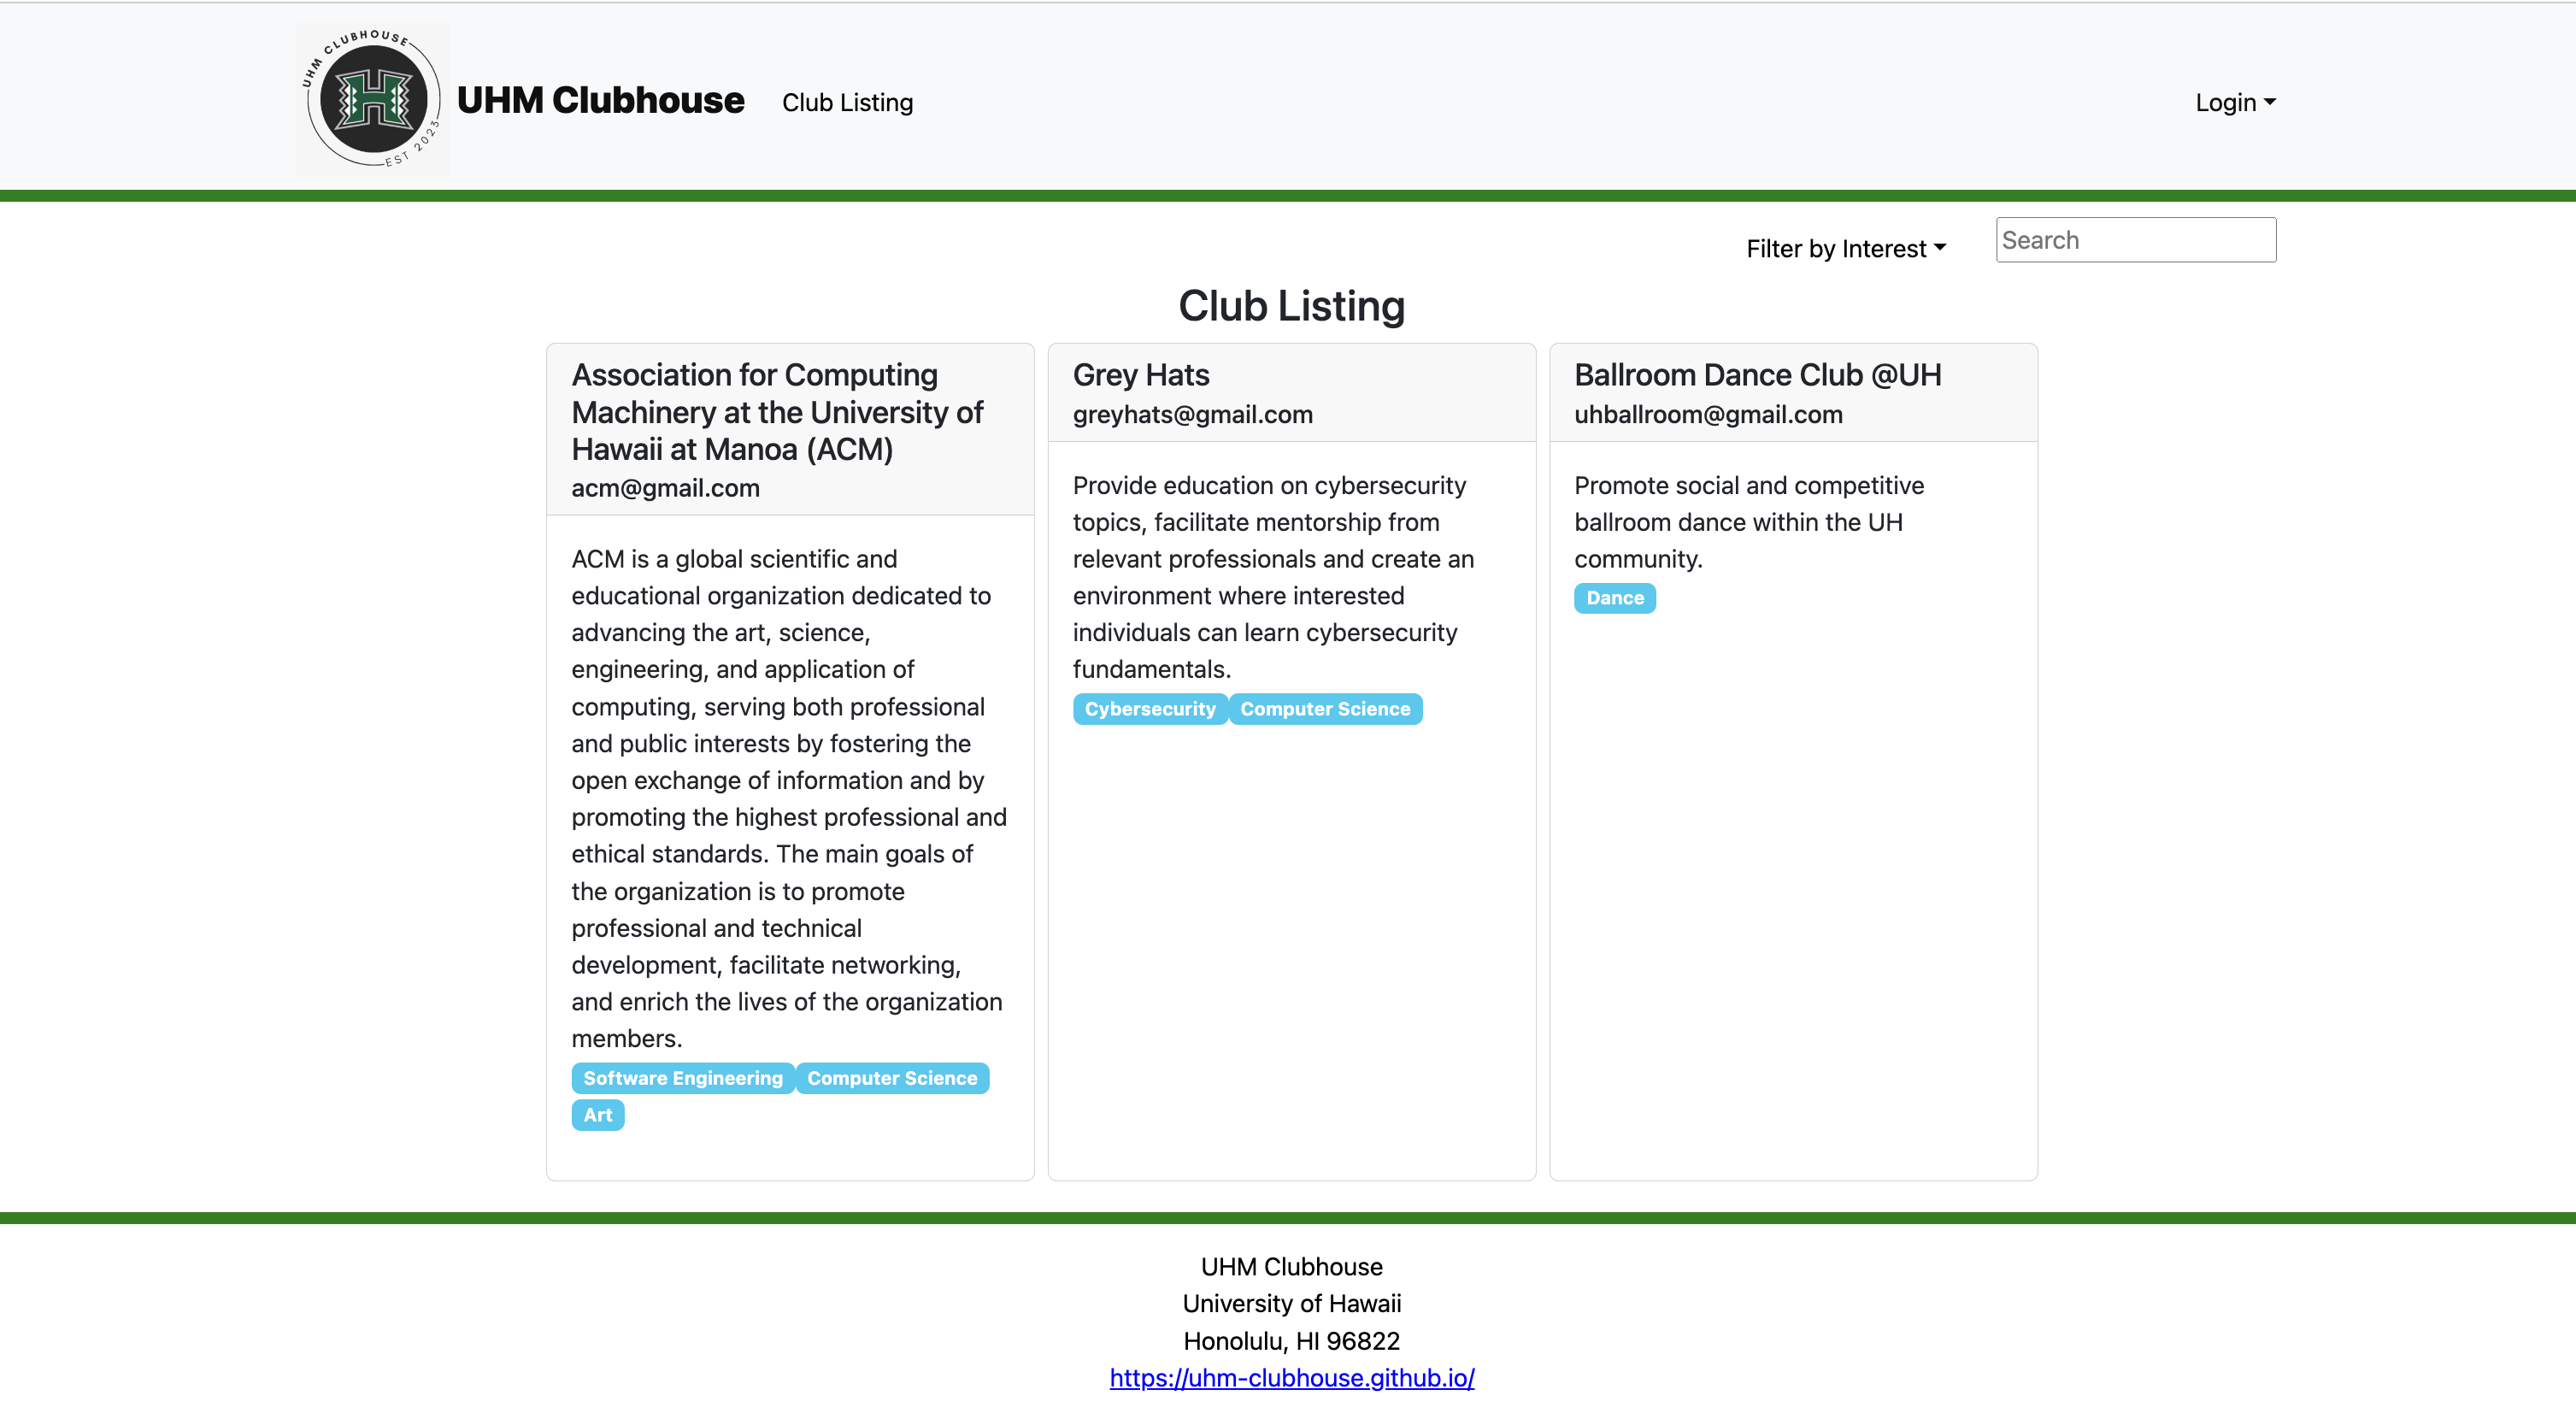 UHM CLUBHOUSE
H
EST 2023
UHM Clubhouse
Club Listing
Login
Filter by Interest
Search
Club Listing
Association for Computing
Machinery at the University of
Hawaii at Manoa (ACM)
acm@gmail.com
ACM is a global scientific and
educational organization dedicated to
advancing the art, science,
engineering, and application of
computing, serving both professional
and public interests by fostering the
open exchange of information and by
promoting the highest professional and
ethical standards. The main goals of
the organization is to promote
professional and technical
development, facilitate networking,
and enrich the lives of the organization
members.
Software Engineering
Computer Science
Art
Grey Hats
greyhats@gmail.com
Provide education on cybersecurity
topics, facilitate mentorship from
relevant professionals and create an
environment where interested
individuals can learn cybersecurity
fundamentals.
Cybersecurity
Computer Science
Ballroom Dance Club @UH
uhballroom@gmail.com
Promote social and competitive
ballroom dance within the UH
community.
Dance
UHM Clubhouse
University of Hawaii
Honolulu, HI 96822
https://uhm-clubhouse.github.io/